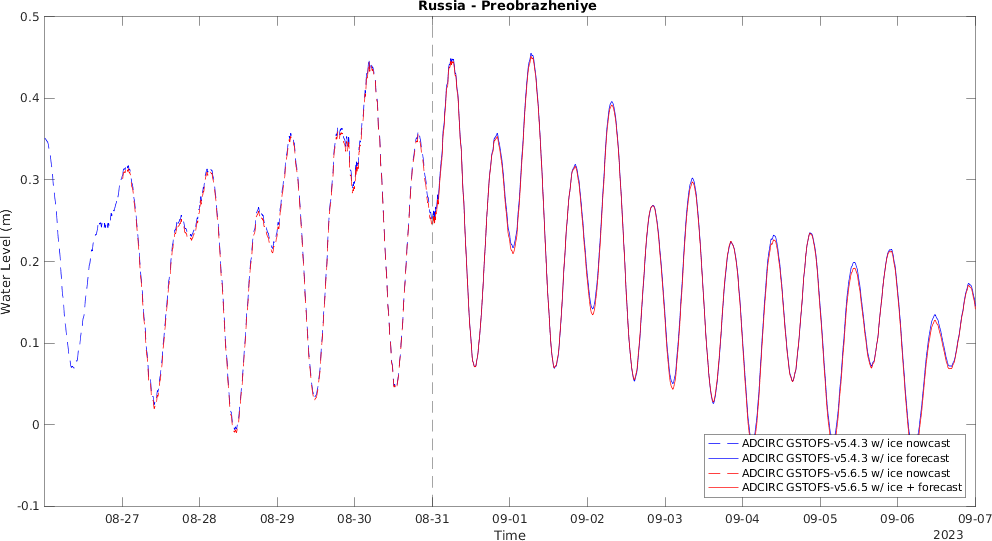 Russia - Preobrazheniye
0.5
0.4
0.3
0.2
0.1
0
-0.1
Water Level (m)
ADCIRC GSTOFS-v5.4.3 w/ ice nowcast
ADCIRC GSTOFS-v5.4.3 w/ ice forecast
ADCIRC GSTOFS-v5.6.5 w/ ice nowcast
ADCIRC GSTOFS-v5.6.5 w/ ice + forecast
08-27 08-28 08-29 08-30 08-31 09-01 09-02 09-03 09-04 09-05 09-06 09-07
Time
2023